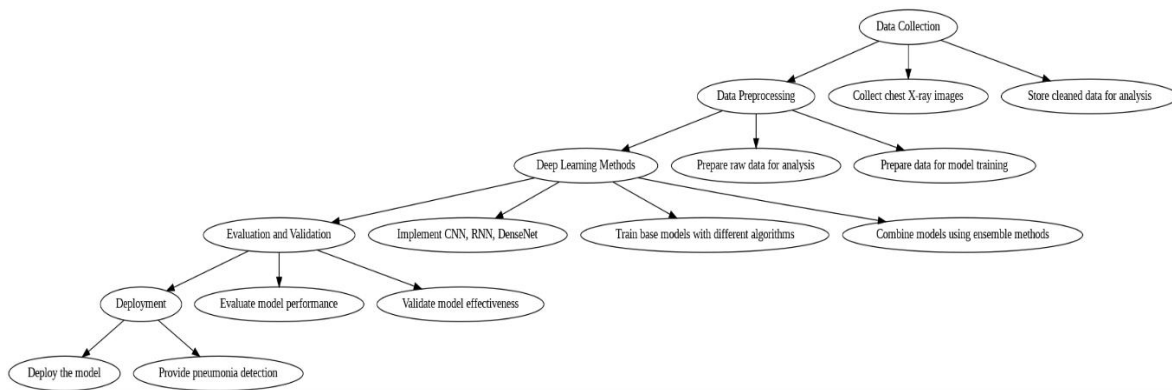 Data Collection
Data Preprocessing
Collect chest X-ray images
Store cleaned data for analysis
Deep Learning Methods
Prepare raw data for analysis
Prepare data for model training
Evaluation and Validation
Implement CNN, RNN, DenseNet
Train base models with different algorithms
Combine models using ensemble methods
Deployment
Evaluate model performance
Validate model effectiveness
Deploy the model
Provide pneumonia detection